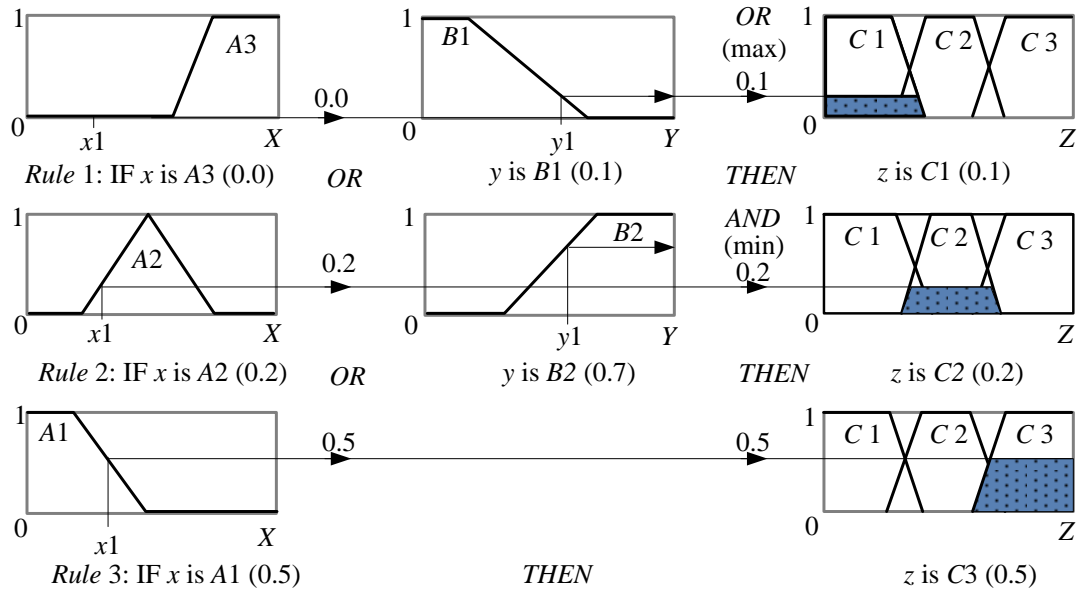 1 A3 0 x1 X
0.0
1 B1 0 y1 Y
OR
(max)
0.1
1 C 1 C 2 C 3 0 Z
Rule 1: IF x is A3 (0.0) OR y is B1 (0.1) THEN z is C1 (0.1)
1 A2 0 x1 X
0.2
1 B2 0 y1 Y
AND
(min)
0.2
1 C 1 C 2 C 3 0 Z
Rule 2: IF x is A2 (0.2) OR y is B2 (0.7) THEN z is C2 (0.2)
1 A1 0 x1 X
0.5
0.5
1 C 1 C 2 C 3 0 Z
Rule 3: IF x is A1 (0.5) THEN z is C3 (0.5)